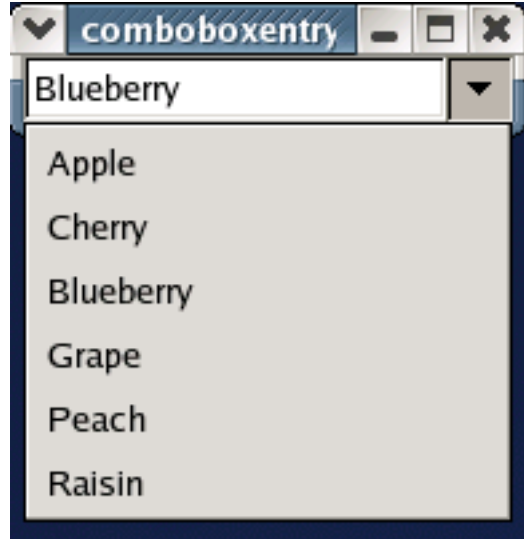 comboboxentry
Blueberry
Apple
Cherry
Blueberry
Grape
Peach
Raisin